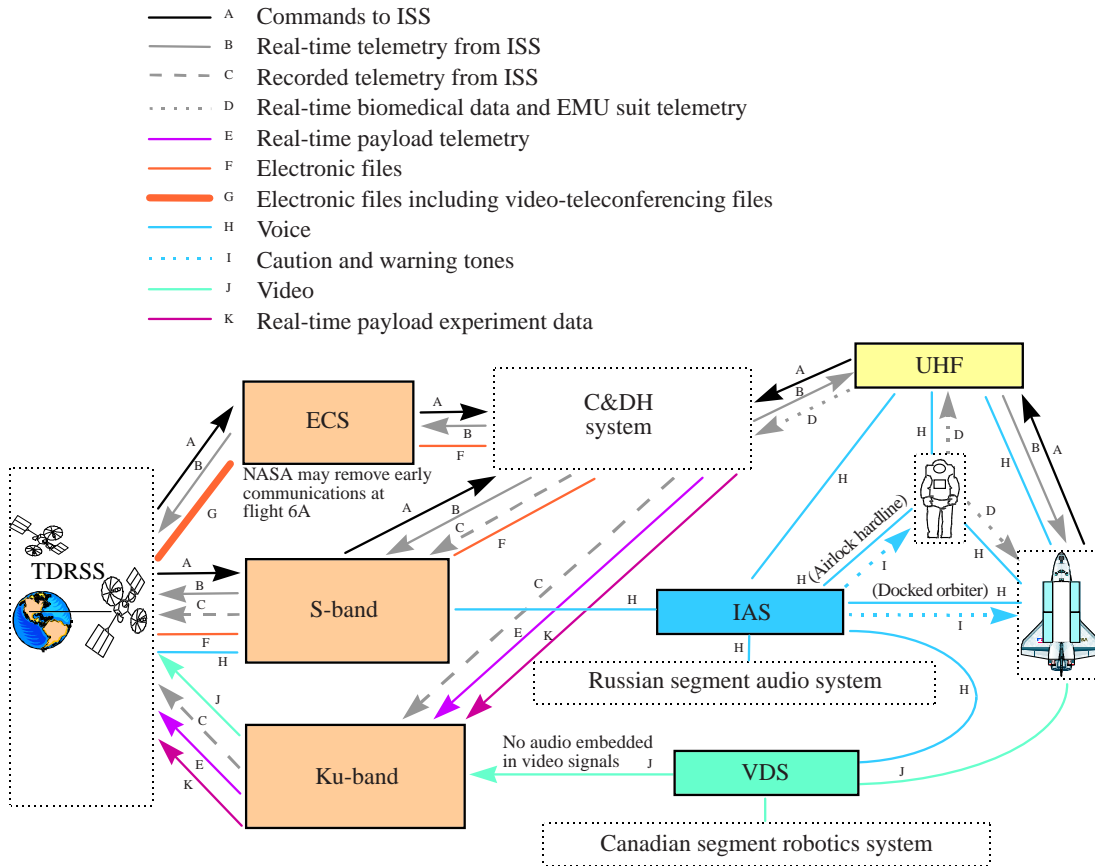 A Commands to ISS
B Real-time telemetry from ISS
C Recorded telemetry from ISS
D Real-time biomedical data and EMU suit telemetry
E Real-time payload telemetry
F Electronic files
G Electronic files including video-teleconferencing files
H Voice
I Caution and warning tones
J Video
K Real-time payload experiment data
UHF
A
B
D
C&DH
system
ECS
A
B
F
A
B
G
NASA may remove early
communications at
flight 6A
H
D
H
B
A
H
A
B
C
F
D
H
(Airlock hardline)
H
I
TDRSS
A
B
C
F
H
S-band
H
IAS
(Docked orbiter)
H
I
C
E
K
H
Russian segment audio system
H
J
C
E
K
Ku-band
No audio embedded
in video signals
J
VDS
J
Canadian segment robotics system